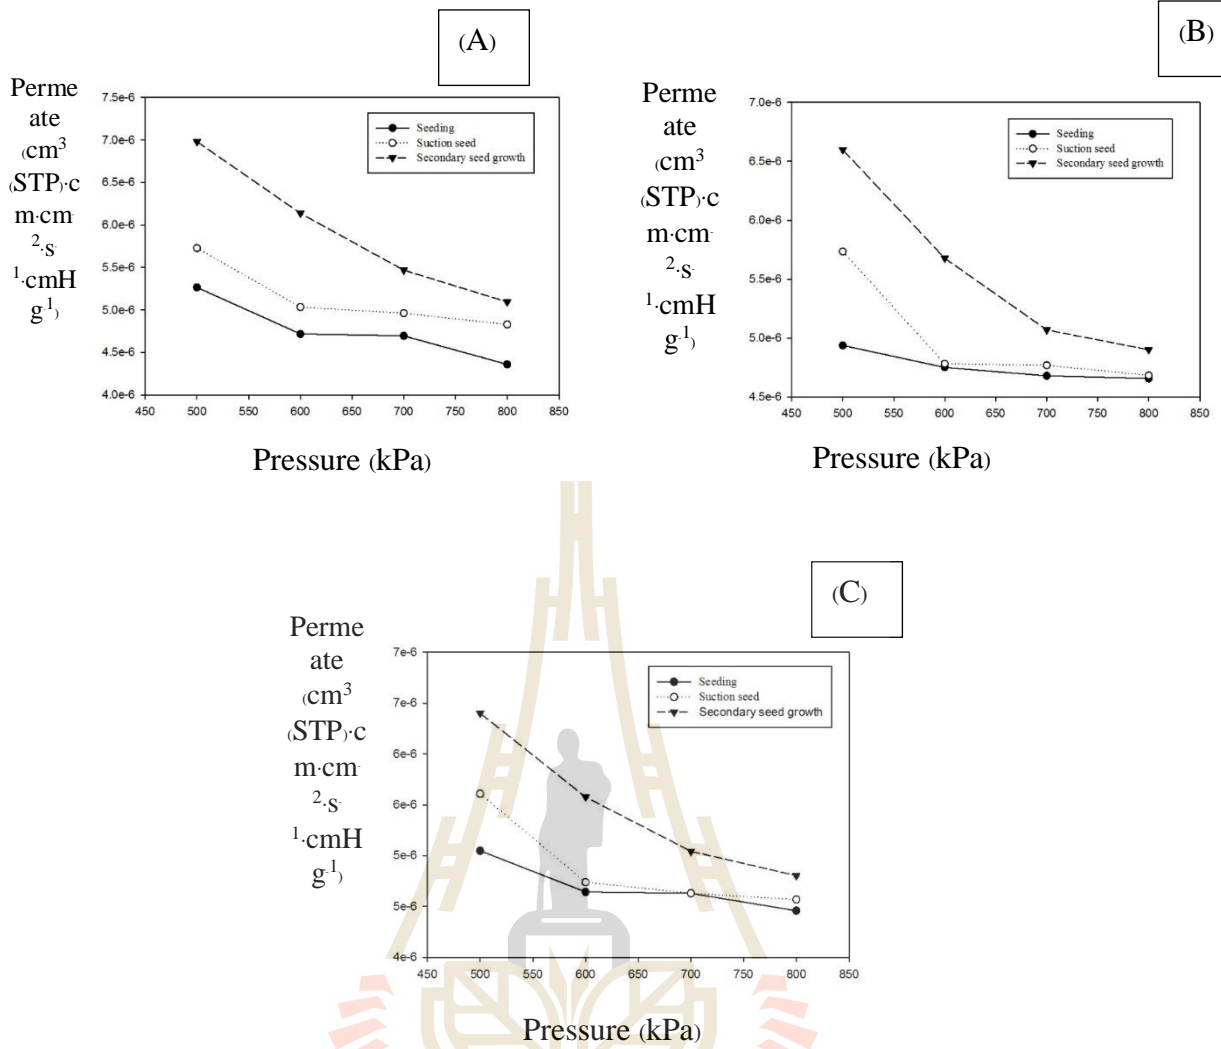 (A)
Perme
ate
(cm3
(STP)·c
m·cm-
2·s-
1·cmH
g-1)
7.5e-6
7.0e-6
6.5e-6
6.0e-6
5.5e-6
5.0e-6
4.5e-6
4.0e-6
Seeding
Suction seed
Secondary seed growth
450 500 550 600 650 700 750 800 850
Pressure (kPa)
(B)
Perme
ate
(cm3
(STP)·c
m·cm-
2·s-
1·cmH
g-1)
7.0e-6
6.5e-6
6.0e-6
5.5e-6
5.0e-6
4.5e-6
Seeding
Suction seed
Secondary seed growth
450 500 550 600 650 700 750 800 850
Pressure (kPa)
(C)
Perme
ate
(cm3
(STP)·c
m·cm-
2·s-
1·cmH
g-1)
7e-6
7e-6
6e-6
6e-6
5e-6
5e-6
4e-6
Seeding
Suction seed
Secondary seed growth
450 500 550 600 650 700 750 800 850
Pressure (kPa)